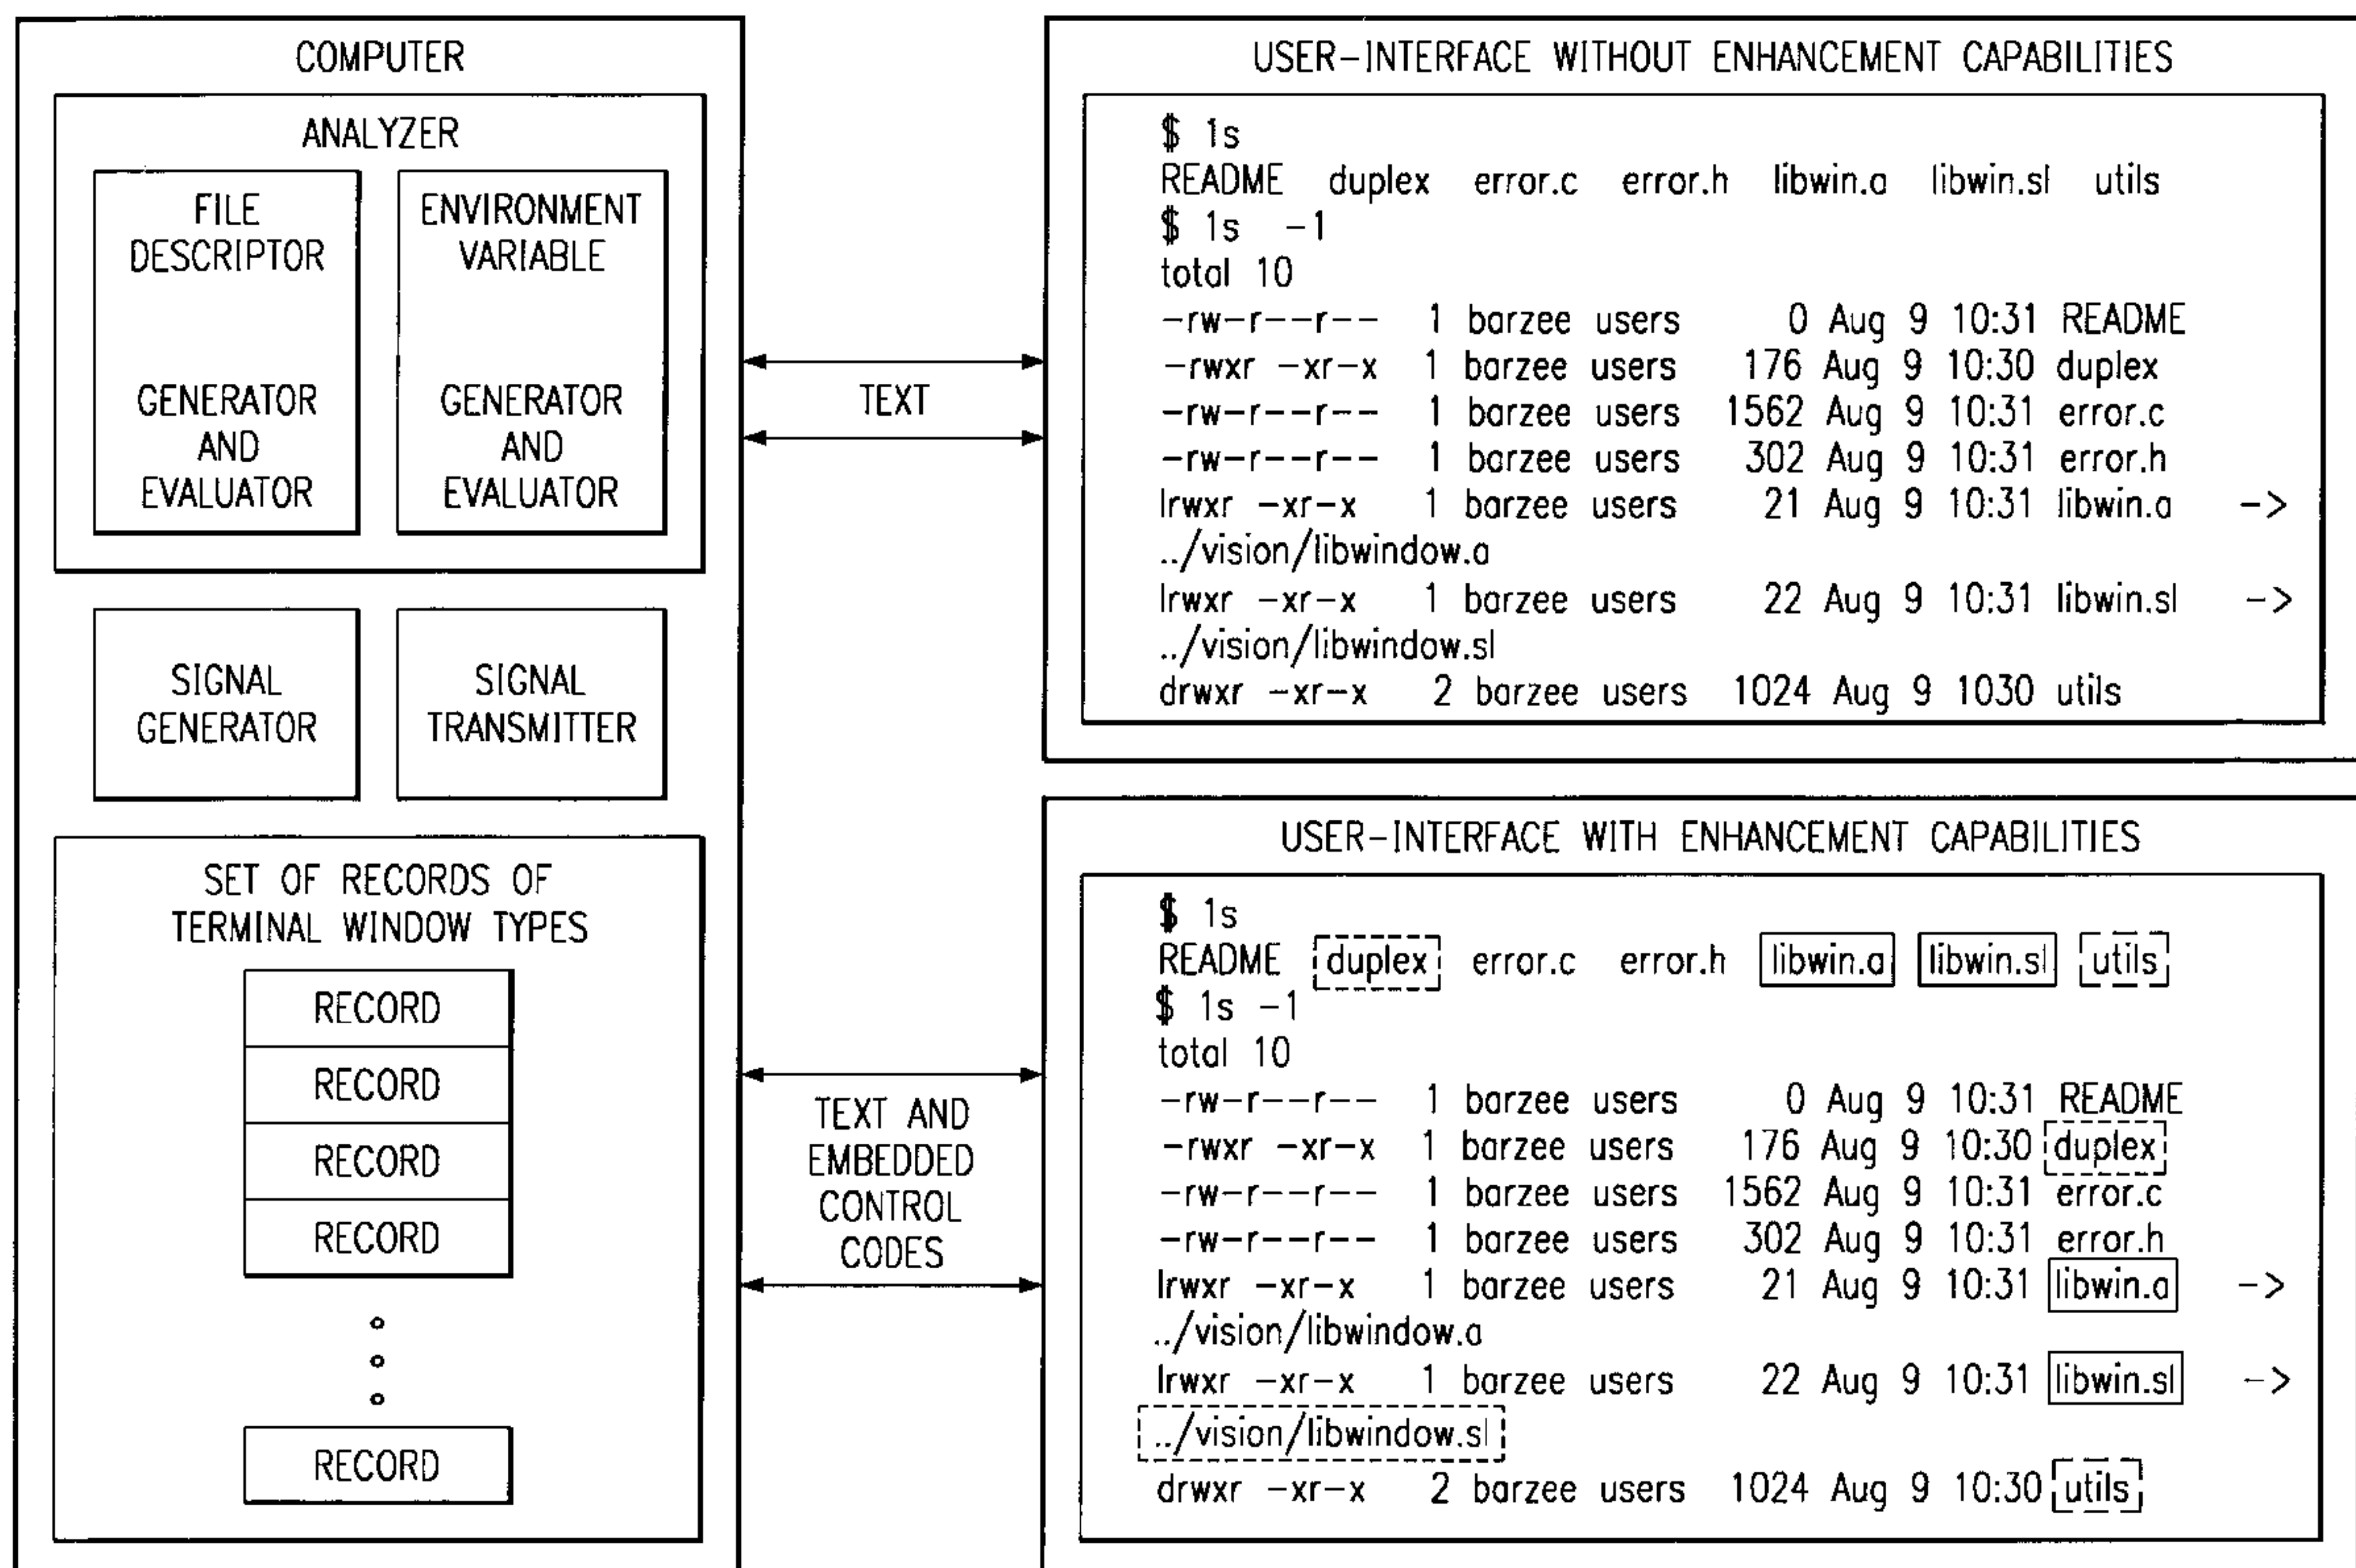 COMPUTER
ANALYZER
FILE
DESCRIPTOR
GENERATOR
AND
EVALUATOR
ENVIRONMENT
VARIABLE
GENERATOR
AND
EVALUATOR
SIGNAL
GENERATOR
SIGNAL
TRANSMITTER
SET OF RECORDS OF
TERMINAL WINDOW TYPES
RECORD
RECORD
RECORD
RECORD
RECORD
TEXT
TEXT AND
EMBEDDED
CONTROL
CODES
USER-INTERFACE WITHOUT ENHANCEMENT CAPABILITIES
$ 1s
README duplex error.c error.h libwin.a libwin.sl utils
$ 1s -1
total 10
-rw-r--r-- 1 barzee users 0 Aug 9 10:31 README
-rwxr -xr-x 1 barzee users 176 Aug 9 10:30 duplex
-rw-r--r-- 1 barzee users 1562 Aug 9 10:31 error.c
-rw-r--r-- 1 barzee users 302 Aug 9 10:31 error.h
lrwxr -xr-x 1 barzee users 21 Aug 9 10:31 libwin.a ->
../vision/libwindow.a
lrwxr -xr-x 1 barzee users 22 Aug 9 10:31 libwin.sl ->
../vision/libwindow.sl
drwxr -xr-x 2 barzee users 1024 Aug 9 1030 utils
USER-INTERFACE WITH ENHANCEMENT CAPABILITIES
$ 1s
README duplex error.c error.h libwin.a libwin.sl utils
$ 1s -1
total 10
-rw-r--r-- 1 barzee users 0 Aug 9 10:31 README
-rwxr -xr-x 1 barzee users 176 Aug 9 10:30 duplex
-rw-r--r-- 1 barzee users 1562 Aug 9 10:31 error.c
-rw-r--r-- 1 barzee users 302 Aug 9 10:31 error.h
lrwxr -xr-x 1 barzee users 21 Aug 9 10:31 libwin.a ->
../vision/libwindow.a
lrwxr -xr-x 1 barzee users 22 Aug 9 10:31 libwin.sl ->
../vision/libwindow.sl
drwxr -xr-x 2 barzee users 1024 Aug 9 10:30 utils